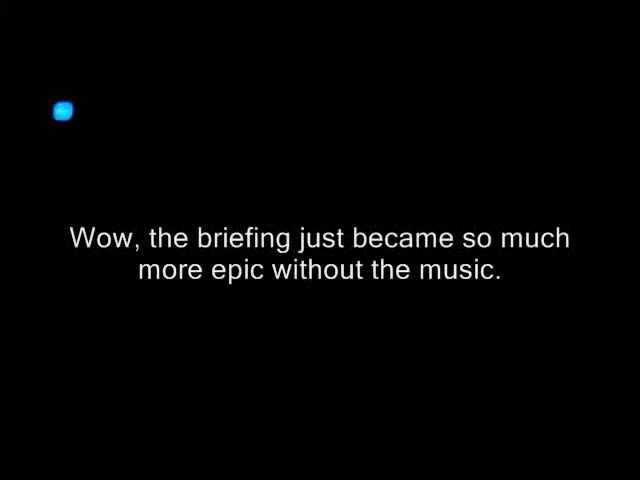 Wow, the briefing just became so much
more epic without the music.